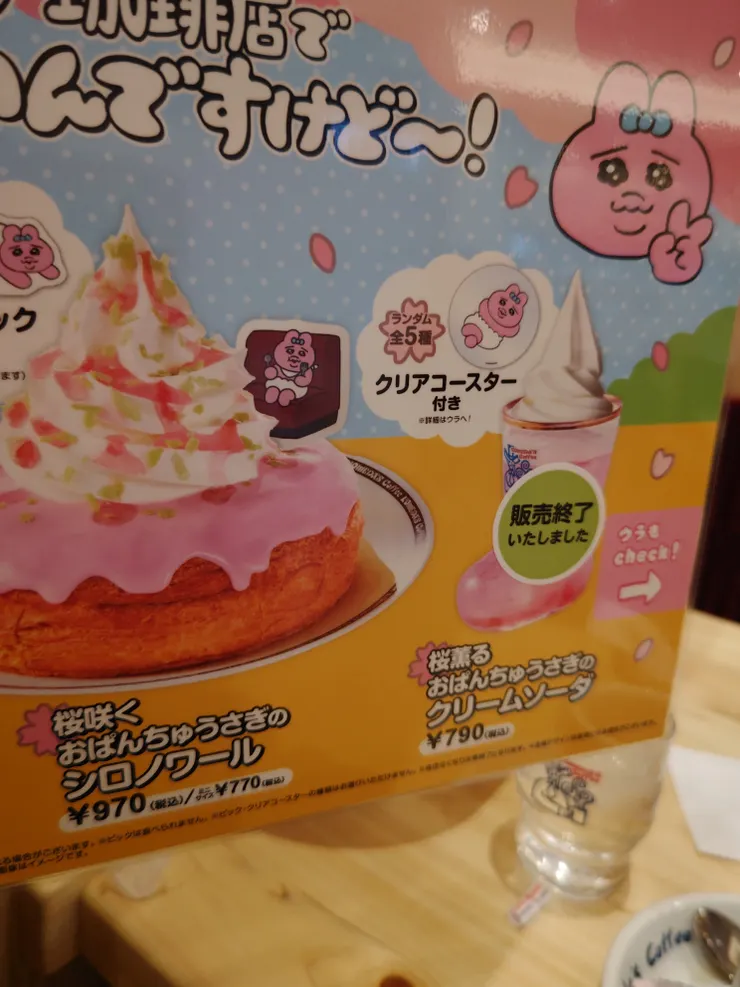 珈琲店で
んですけど〜!
ック
ます)
ランダム
全5種
クリアコースター
付き
※詳細はウラへ!
販売終了
いたしました
ウラも
check!
桜薫る
おぱんちゅうさぎの
クリームソーダ
¥790(税込)
桜咲く
おぱんちゅうさぎの
シロノワール
¥970(税込)/ミニサイズ¥770(税込)